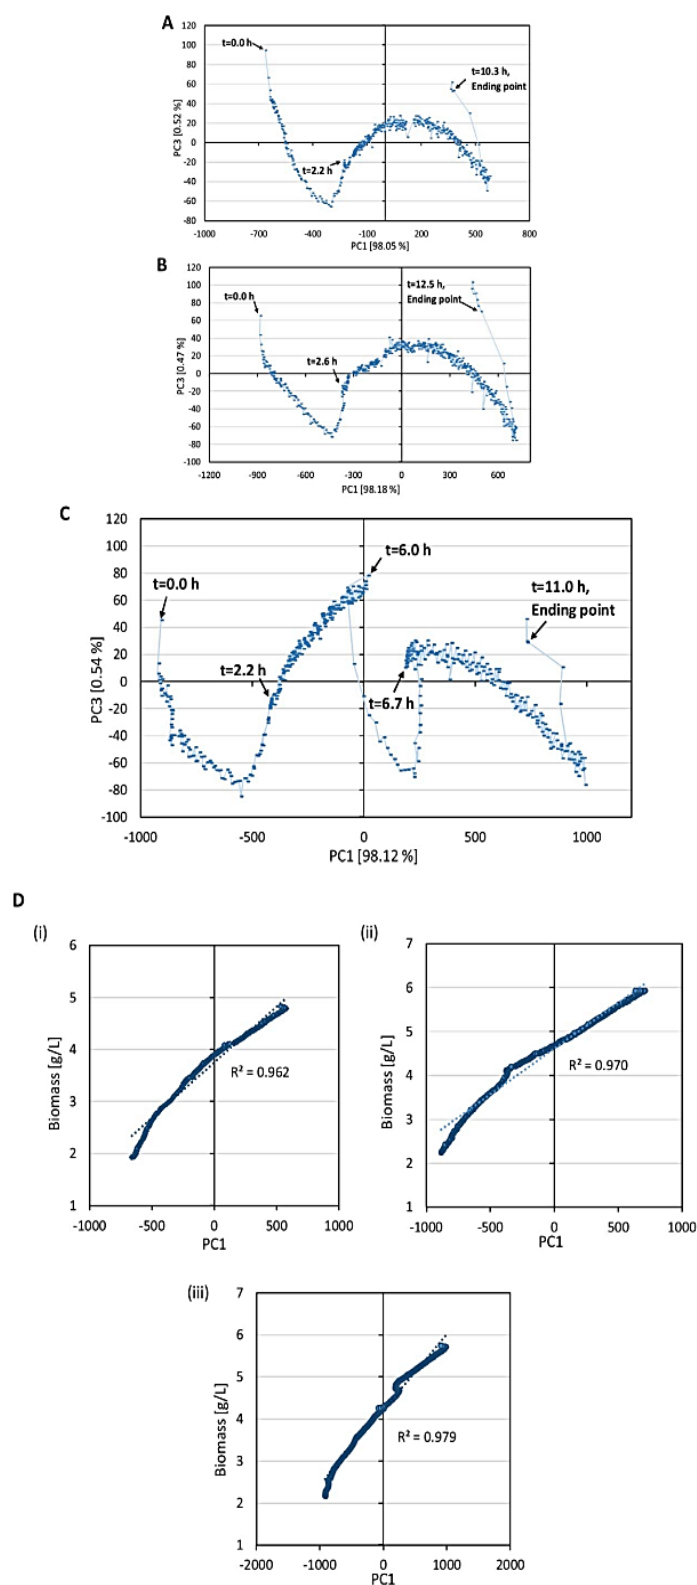 A
120
100
80
60
40
20
0
-20
-40
-60
-80
PC3 [0.52 %]
t=0.0 h
t=10.3 h,
Ending point
t=2.2 h
-1000 -700 -400 -100 200 500 800
PC1 [98.05 %]
B
120
100
80
60
40
20
0
-20
-40
-60
-80
-100
PC3 [0.47 %]
t=0.0 h
t=12.5 h,
Ending point
t=2.6 h
-1200 -900 -600 -300 0 300 600
PC1 [98.18 %]
C
120
100
80
60
40
20
0
-20
-40
-60
-80
-100
PC3 [0.54 %]
t=6.0 h
t=0.0 h
t=11.0 h,
Ending point
t=2.2 h
t=6.7 h
-1000 -500 0 500 1000
PC1 [98.12 %]
D
(i)
6
5
4
3
2
1
Biomass [g/L]
R² = 0.962
-1000 -500 0 500 1000
PC1
(ii)
7
6
5
4
3
2
1
Biomass [g/L]
R² = 0.970
-1000 -500 0 500 1000
PC1
(iii)
7
6
5
4
3
2
1
Biomass [g/L]
R² = 0.979
-2000 -1000 0 1000 2000
PC1